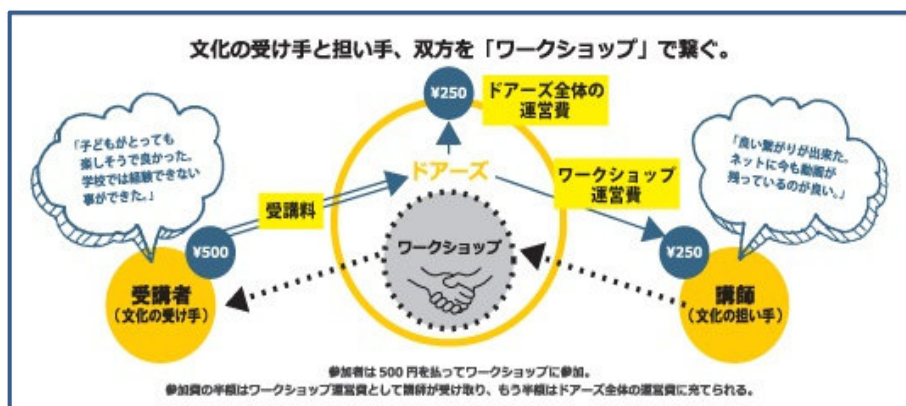 文化の受け手と担い手、双方を「ワークショップ」で繋ぐ。
¥250
ドアーズ全体の
運営費
「子どもがとっても
楽しそうで良かった。
学校では経験できない
事ができた。」
「良い繋がりが出来た。
ネットに今も動画が
残っているのが良い。」
ドアーズ
受講料
ワークショップ
運営費
¥500
ワークショップ
¥250
受講者
(文化の受け手)
講師
(文化の担い手)
参加者は 500 円を払ってワークショップに参加。
参加費の半額はワークショップ運営費として講師が受け取り、もう半額はドアーズ全体の運営費に充てられる。